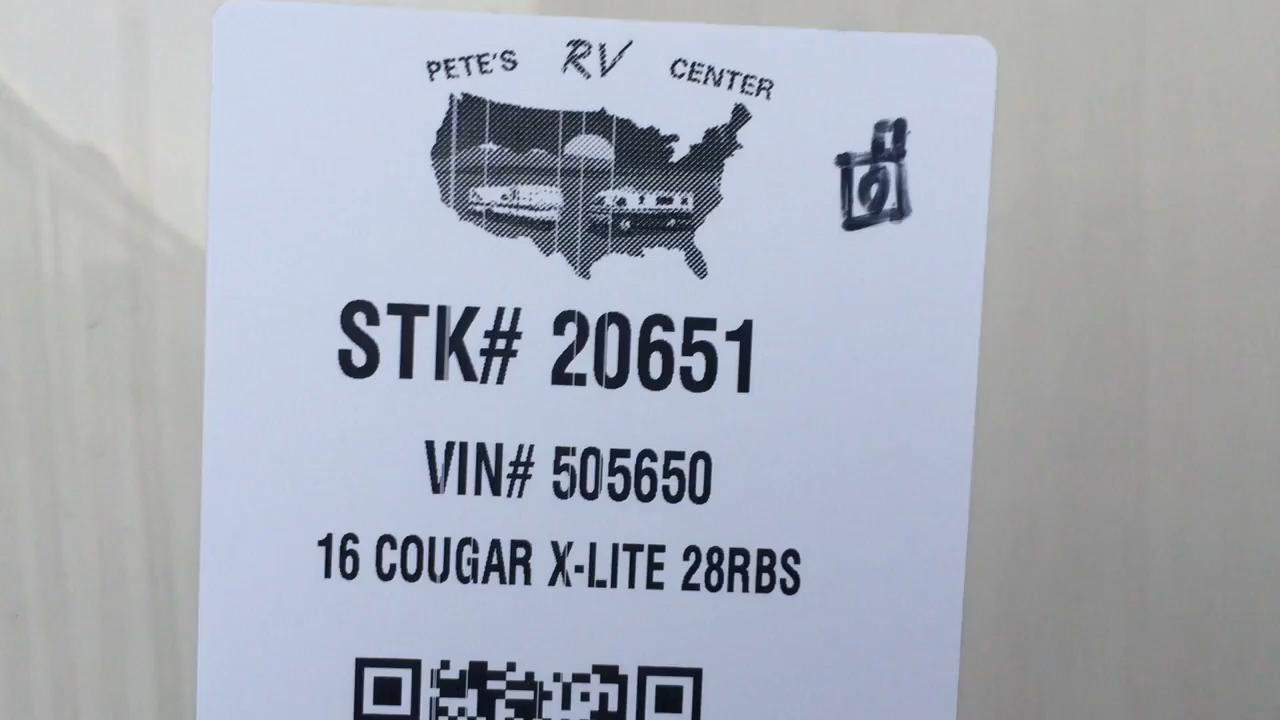 PETE'S RV CENTER
STK# 20651
VIN# 505650
16 COUGAR X-LITE 28RBS